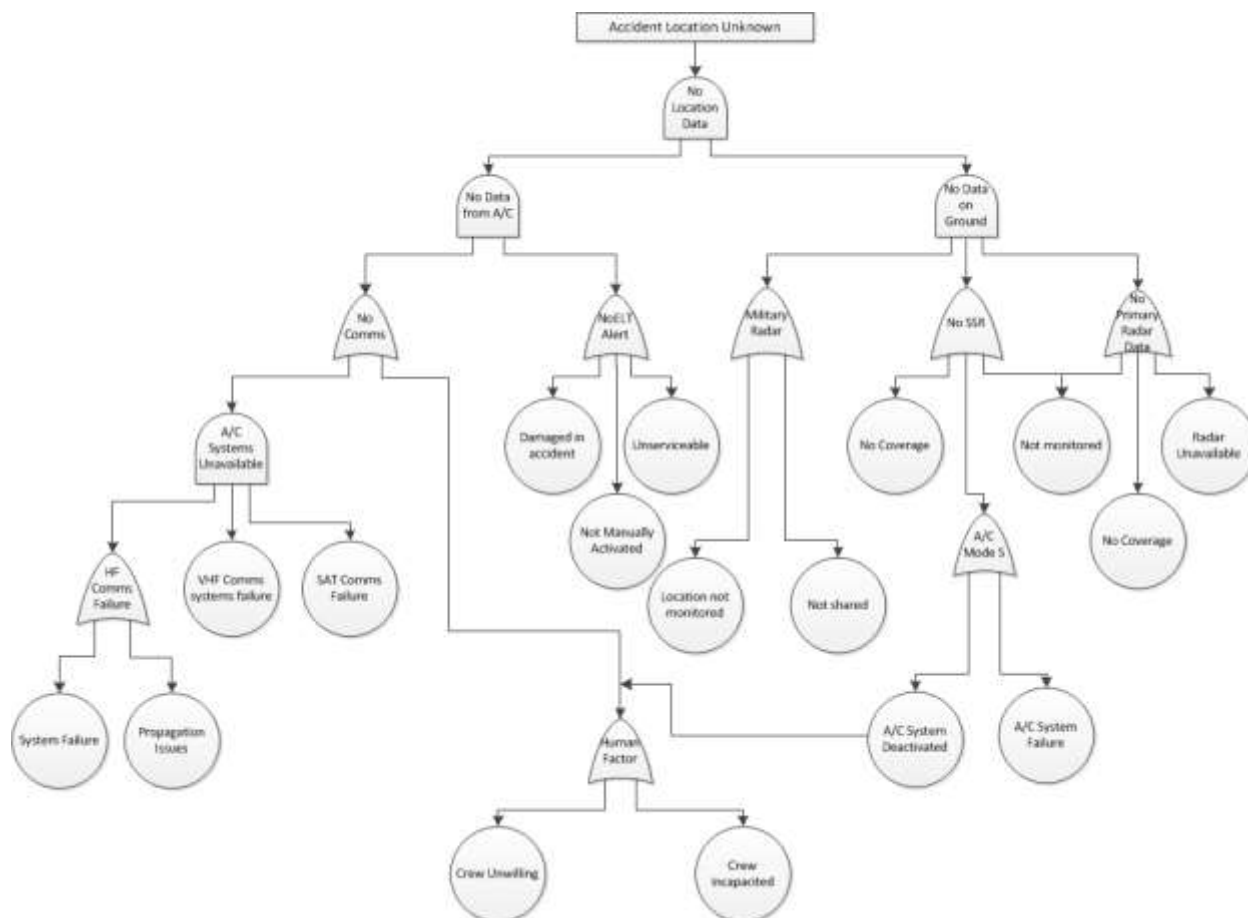 Accident Location Unknown
No
Location
Data
No Data
from A/C
No Data
on
Ground
No
Comms
NoELT
Alert
Military
Radar
No SSR
No
Primary
Radar
Data
A/C
Systems
Unavailable
Damaged in
accident
Unserviceable
No Coverage
Not monitored
Radar
Unavailable
Not Manually
Activated
A/C
Mode S
No Coverage
HF
Comms
Failure
VHF Comms
systems failure
SAT Comms
Failure
Location not
monitored
Not shared
System Failure
Propagation
Issues
Human
Factor
A/C System
Deactivated
A/C System
Failure
Crew Unwilling
Crew
Incapacited